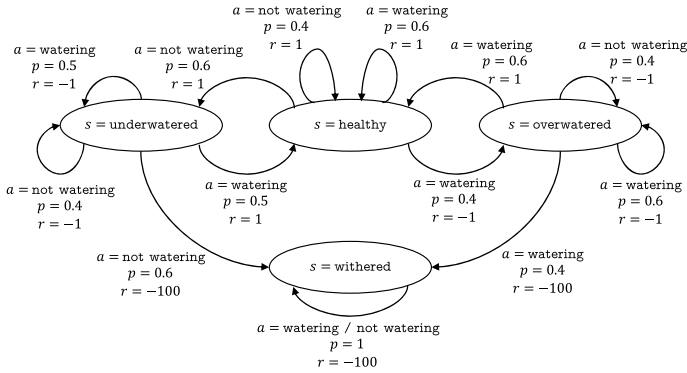 a = not watering
p = 0.4
r = 1
a = watering
p = 0.6
r = 1
a = watering
p = 0.5
r = −1
a = not watering
p = 0.6
r = 1
a = watering
p = 0.6
r = 1
a = not watering
p = 0.4
r = −1
s = underwatered
s = healthy
s = overwatered
a = not watering
p = 0.4
r = −1
a = watering
p = 0.5
r = 1
a = watering
p = 0.4
r = −1
a = watering
p = 0.6
r = −1
a = not watering
p = 0.6
r = −100
s = withered
a = watering
p = 0.4
r = −100
a = watering / not watering
p = 1
r = −100